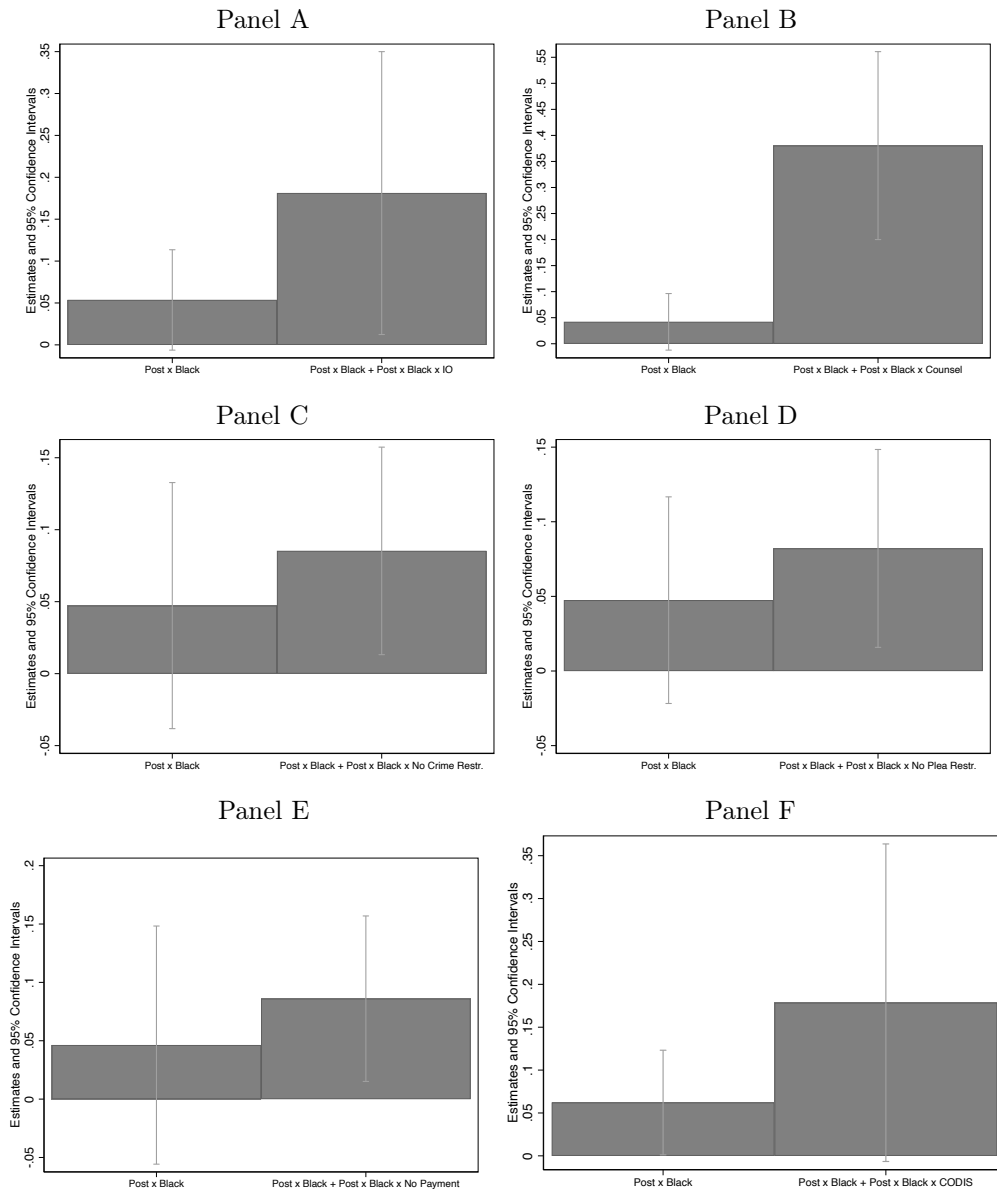 Panel A
Estimates and 95% Confidence Intervals
.35
.3
.25
.2
.15
.1
.05
0
Post x Black
Post x Black + Post x Black x IO
Panel B
Estimates and 95% Confidence Intervals
.55
.5
.45
.4
.35
.3
.25
.2
.15
.1
.05
0
Post x Black
Post x Black + Post x Black x Counsel
Panel C
Estimates and 95% Confidence Intervals
.15
.1
.05
0
-.05
Post x Black
Post x Black + Post x Black x No Crime Restr.
Panel D
Estimates and 95% Confidence Intervals
.15
.1
.05
0
-.05
Post x Black
Post x Black + Post x Black x No Plea Restr.
Panel E
Estimates and 95% Confidence Intervals
.2
.15
.1
.05
0
-.05
Post x Black
Post x Black + Post x Black x No Payment
Panel F
Estimates and 95% Confidence Intervals
.35
.3
.25
.2
.15
.1
.05
0
Post x Black
Post x Black + Post x Black x CODIS